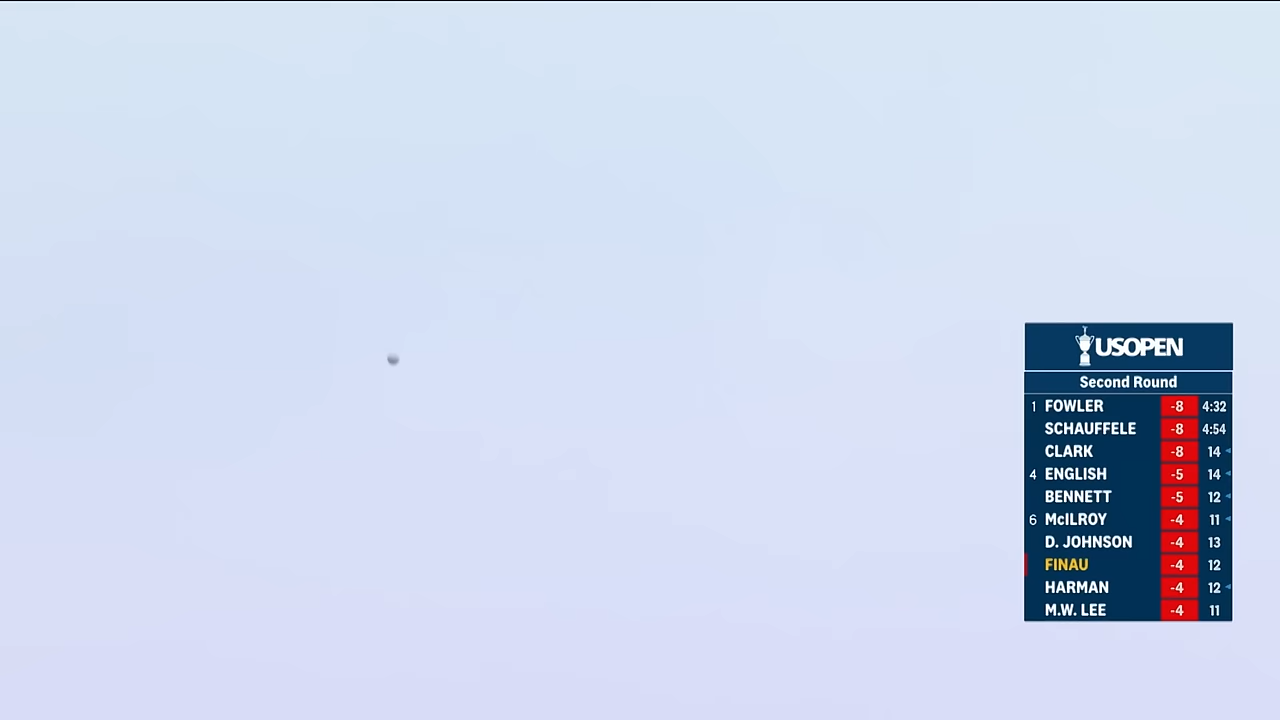 USOPEN
Second Round
1 FOWLER -8 4:32
SCHAUFFELE -8 4:54
CLARK -8 14
4 ENGLISH -5 14
BENNETT -5 12
6 McILROY -4 11
D. JOHNSON -4 13
FINAU -4 12
HARMAN -4 12
M.W. LEE -4 11